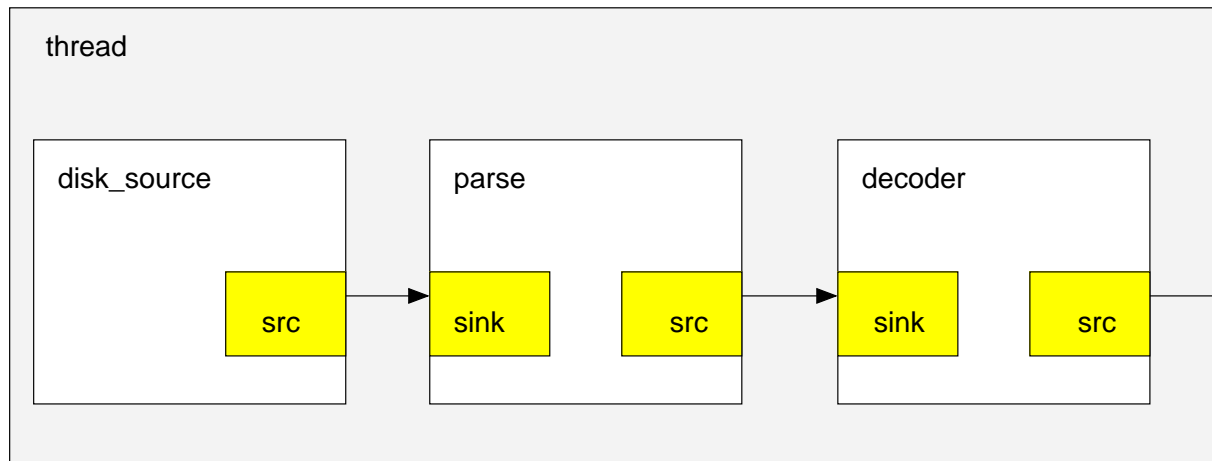 thread
disk_source
parse
decoder
src
sink
src
sink
src